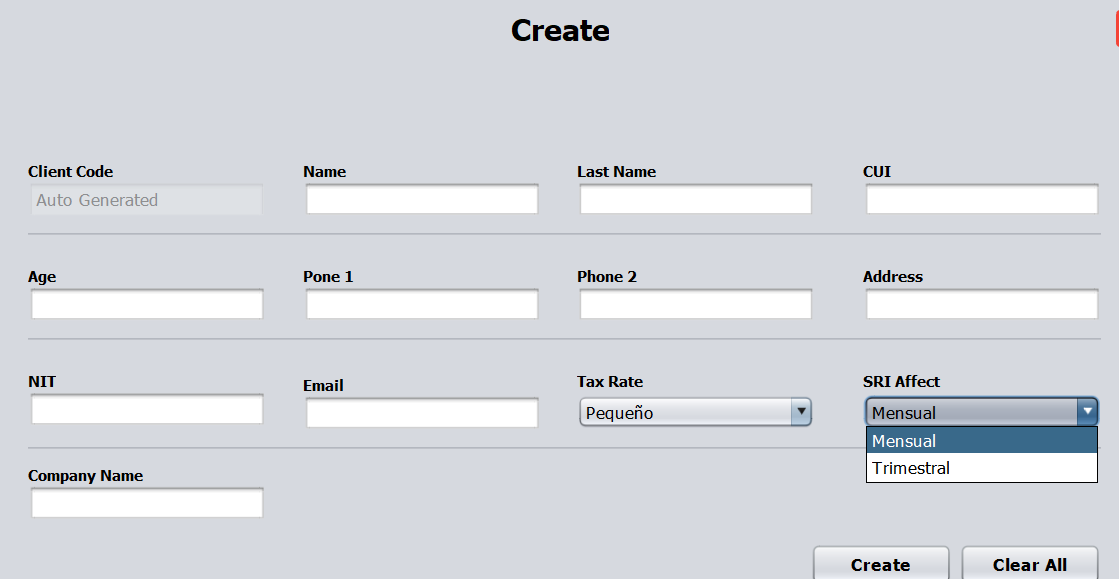 Create
Client Code
Name
Last Name
CUI
Auto Generated
Age
Pone 1
Phone 2
Address
NIT
Email
Tax Rate
SRI Affect
Pequeño
Mensual
Mensual
Trimestral
Company Name
Create
Clear All